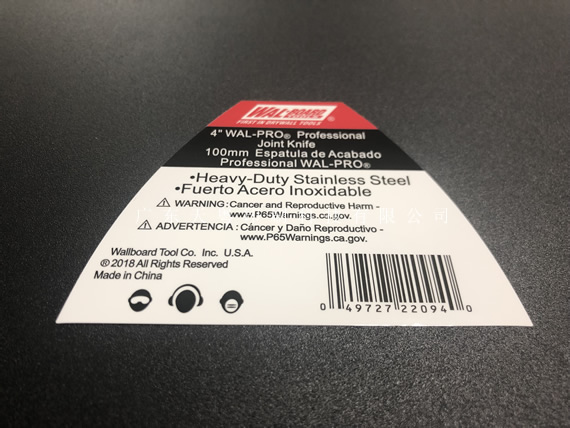 WAL-BOARD TOOLS ®
FIRST IN DRYWALL TOOLS
4" WAL-PRO® Professional
Joint Knife
100mm Espatula de Acabado
Professional WAL-PRO®
•Heavy-Duty Stainless Steel
•Fuerto Acero Inoxidable
⚠ WARNING: Cancer and Reproductive Harm -
www.P65Warnings.ca.gov.
⚠ ADVERTENCIA: Cáncer y Daño Reproductivo -
www.P65Warnings.ca.gov.
Wallboard Tool Co. Inc. U.S.A.
® 2018 All Rights Reserved
Made in China
0 49727 22094 0